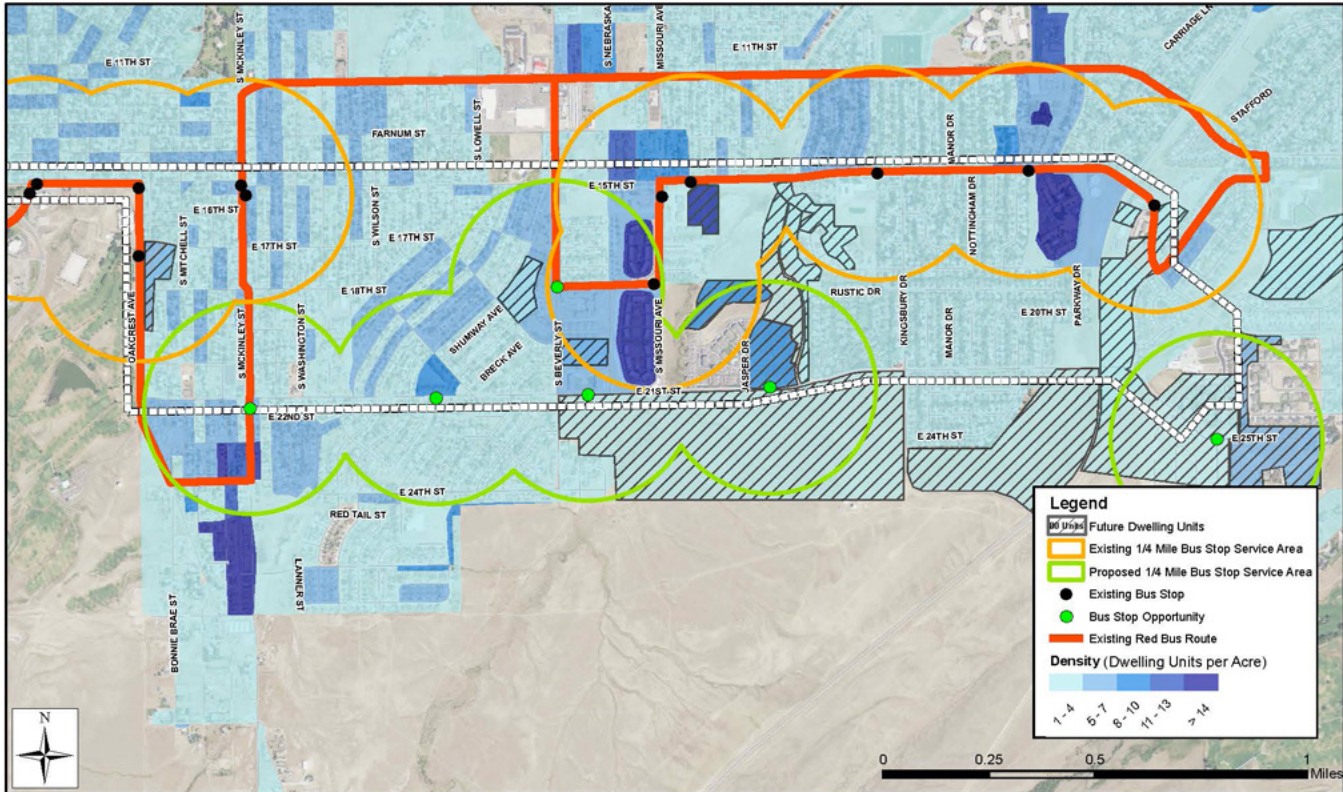 E 11TH ST
S MCKINLEY ST
S NEBRASKA
MISSOURI AVE
E 11TH ST
CARRIAGE LN
FARNUM ST
S LOWELL ST
MANOR DR
STAFFORD
E 15TH ST
E 16TH ST
S MITCHELL ST
E 17TH ST
S WILSON ST
E 17TH ST
NOTTINGHAM DR
E 18TH ST
OAKCREST AVE
S MCKINLEY ST
S WASHINGTON ST
SHUMWAY AVE
BRECK AVE
S BEVERLY ST
S MISSOURI AVE
JASPER DR
RUSTIC DR
KINGSBURY DR
MANOR DR
E 20TH ST
PARKWAY DR
E 22ND ST
E 21ST ST
E 24TH ST
E 25TH ST
E 24TH ST
RED TAIL ST
LANNER ST
BONNIE BRAE ST
N
Legend
Units Future Dwelling Units
Existing 1/4 Mile Bus Stop Service Area
Proposed 1/4 Mile Bus Stop Service Area
Existing Bus Stop
Bus Stop Opportunity
Existing Red Bus Route
Density (Dwelling Units per Acre)
1 - 4
5 - 7
8 - 10
11 - 13
> 14
0 0.25 0.5 1
Miles